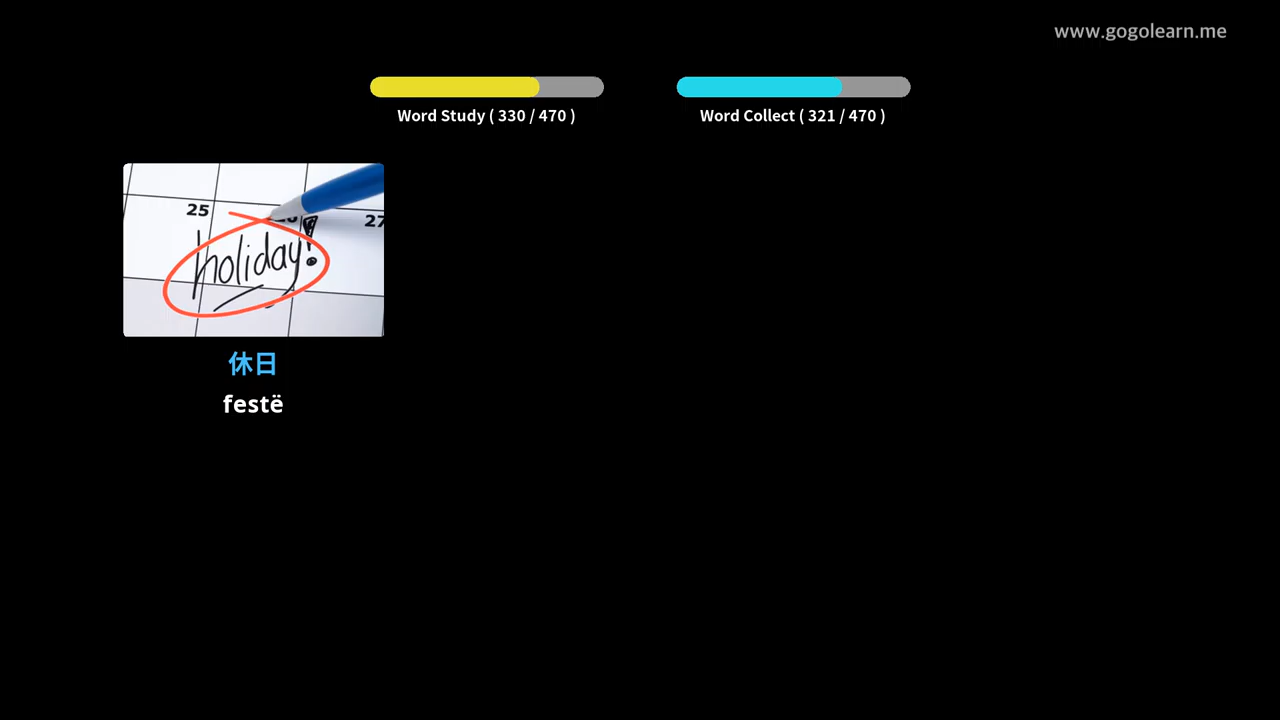 www.gogolearn.me
Word Study ( 330 / 470 )
Word Collect ( 321 / 470 )
25
27
holiday!
休日
festë